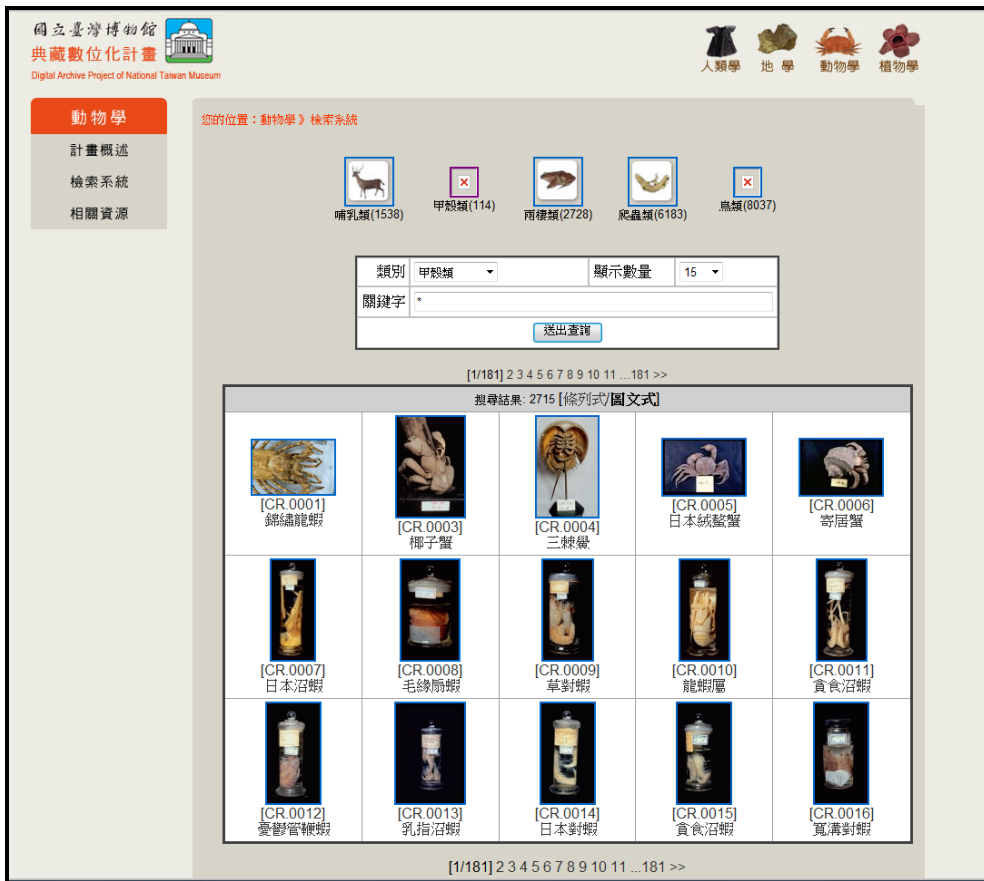 國立臺灣博物館
典藏數位化計畫
Digital Archive Project of National Taiwan Museum
人類學 地 學 動物學 植物學
動物學
計畫概述
檢索系統
相關資源
您的位置：動物學》檢索系統
哺乳類(1538) 甲殼類(114) 兩棲類(2728) 爬蟲類(6183) 鳥類(8037)
類別 甲殼類 顯示數量 15
關鍵字 *
送出查詢
[1/181] 2 3 4 5 6 7 8 9 10 11 ...181 >>
搜尋結果: 2715 [條列式/圖文式]
[CR.0001] [CR.0003] [CR.0004] [CR.0005] [CR.0006]
錦繡龍蝦 椰子蟹 三棘鱟 日本絨螯蟹 寄居蟹
[CR.0007] [CR.0008] [CR.0009] [CR.0010] [CR.0011]
日本沼蝦 毛緣扇蝦 草對蝦 龍蝦屬 貪食沼蝦
[CR.0012] [CR.0013] [CR.0014] [CR.0015] [CR.0016]
憂鬱管鞭蝦 乳指沼蝦 日本對蝦 貪食沼蝦 寬溝對蝦
[1/181] 2 3 4 5 6 7 8 9 10 11 ...181 >>